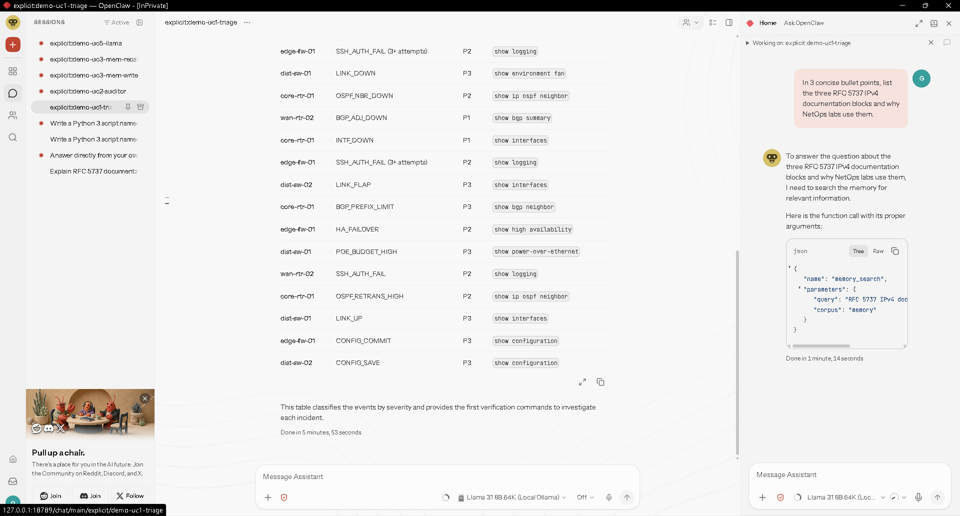 explicit:demo-uc1-triage — OpenClaw - [InPrivate]
SESSIONS
Active
explicit:demo-uc5-llama
explicit:demo-uc3-mem-reca
explicit:demo-uc3-mem-write
explicit:demo-uc2-auditor
explicit:demo-uc1-tri
Write a Python 3 script name
Write a Python 3 script name
Answer directly from your ow
Explain RFC 5737 document
explicit:demo-uc1-triage ···
edge-fw-01 SSH_AUTH_FAIL (3+ attempts) P2 show logging
dist-sw-01 LINK_DOWN P3 show environment fan
core-rtr-01 OSPF_NBR_DOWN P2 show ip ospf neighbor
wan-rtr-02 BGP_ADJ_DOWN P1 show bgp summary
core-rtr-01 INTF_DOWN P1 show interfaces
edge-fw-01 SSH_AUTH_FAIL (3+ attempts) P2 show logging
dist-sw-02 LINK_FLAP P3 show interfaces
core-rtr-01 BGP_PREFIX_LIMIT P3 show bgp neighbor
edge-fw-01 HA_FAILOVER P2 show high availability
dist-sw-01 POE_BUDGET_HIGH P3 show power-over-ethernet
wan-rtr-02 SSH_AUTH_FAIL P2 show logging
core-rtr-01 OSPF_RETRANS_HIGH P2 show ip ospf neighbor
dist-sw-01 LINK_UP P3 show interfaces
edge-fw-01 CONFIG_COMMIT P3 show configuration
dist-sw-02 CONFIG_SAVE P3 show configuration
This table classifies the events by severity and provides the first verification commands to investigate
each incident.
Done in 5 minutes, 53 seconds
Message Assistant
Llama 3.1 8B 64K (Local Ollama)
Off
Pull up a chair.
There's a place for you in the AI future. Join
the Community on Reddit, Discord, and X.
Join
Join
Follow
127.0.0.1:18789/chat/main/explicit/demo-uc1-triage
Home Ask OpenClaw
Working on: explicit:demo-uc1-triage
In 3 concise bullet points, list
the three RFC 5737 IPv4
documentation blocks and why
NetOps labs use them.
G
To answer the question about the
three RFC 5737 IPv4 documentation
blocks and why NetOps labs use them,
I need to search the memory for
relevant information.
Here is the function call with its proper
arguments:
json Tree Raw
{
"name": "memory_search",
"parameters": {
"query": "RFC 5737 IPv4 doc
"corpus": "memory"
}
}
Done in 1 minute, 14 seconds
Message Assistant
Llama 3.1 8B 64K (Loc...